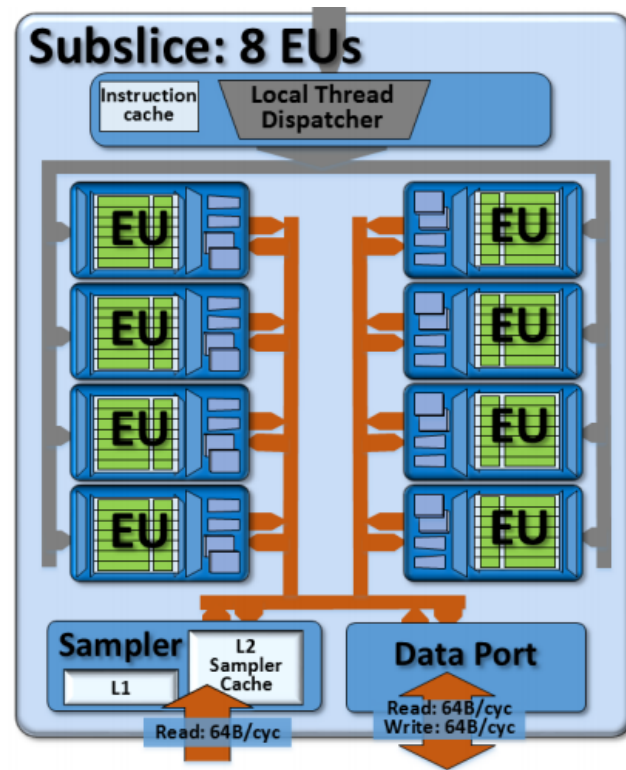 Subslice: 8 EUs
Instruction
cache
Local Thread
Dispatcher
EU
EU
EU
EU
EU
EU
EU
EU
Sampler
L1
L2
Sampler
Cache
Read: 64B/cyc
Data Port
Read: 64B/cyc
Write: 64B/cyc